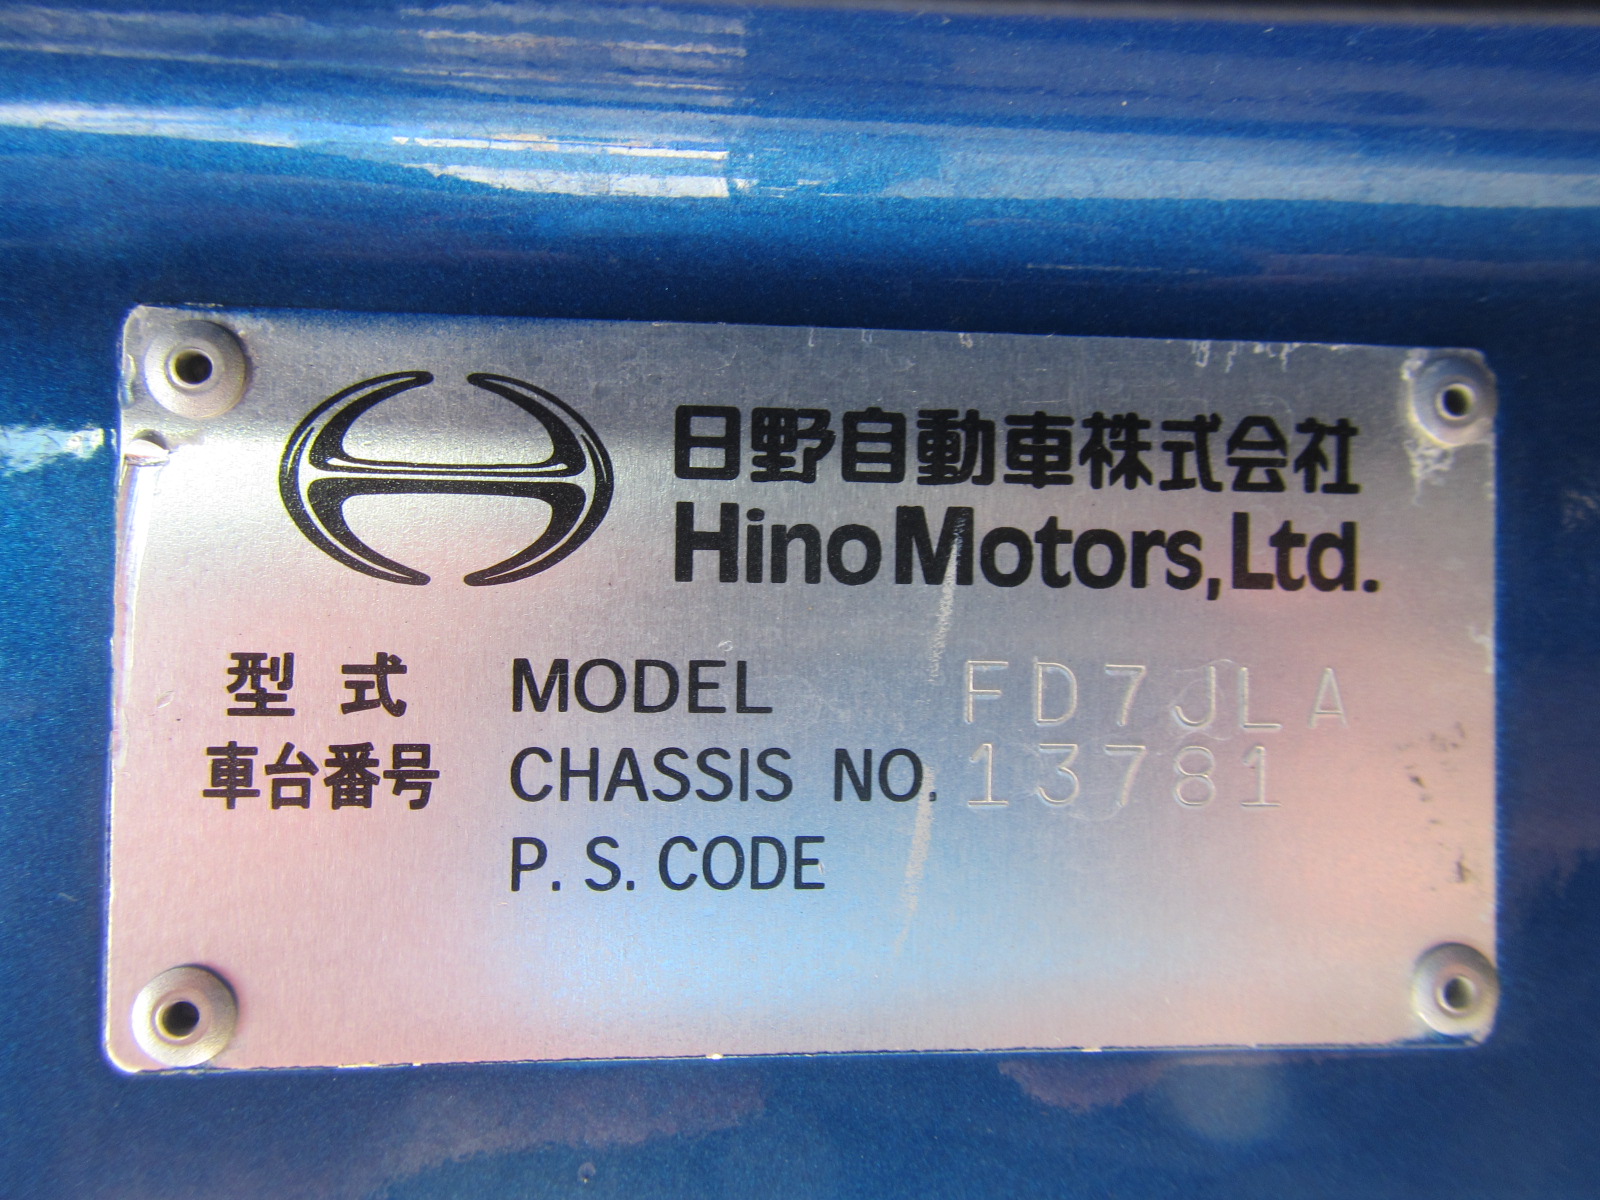 日野自動車株式会社
Hino Motors, Ltd.
型式 MODEL FD7JLA
車台番号 CHASSIS NO. 13781
P. S. CODE